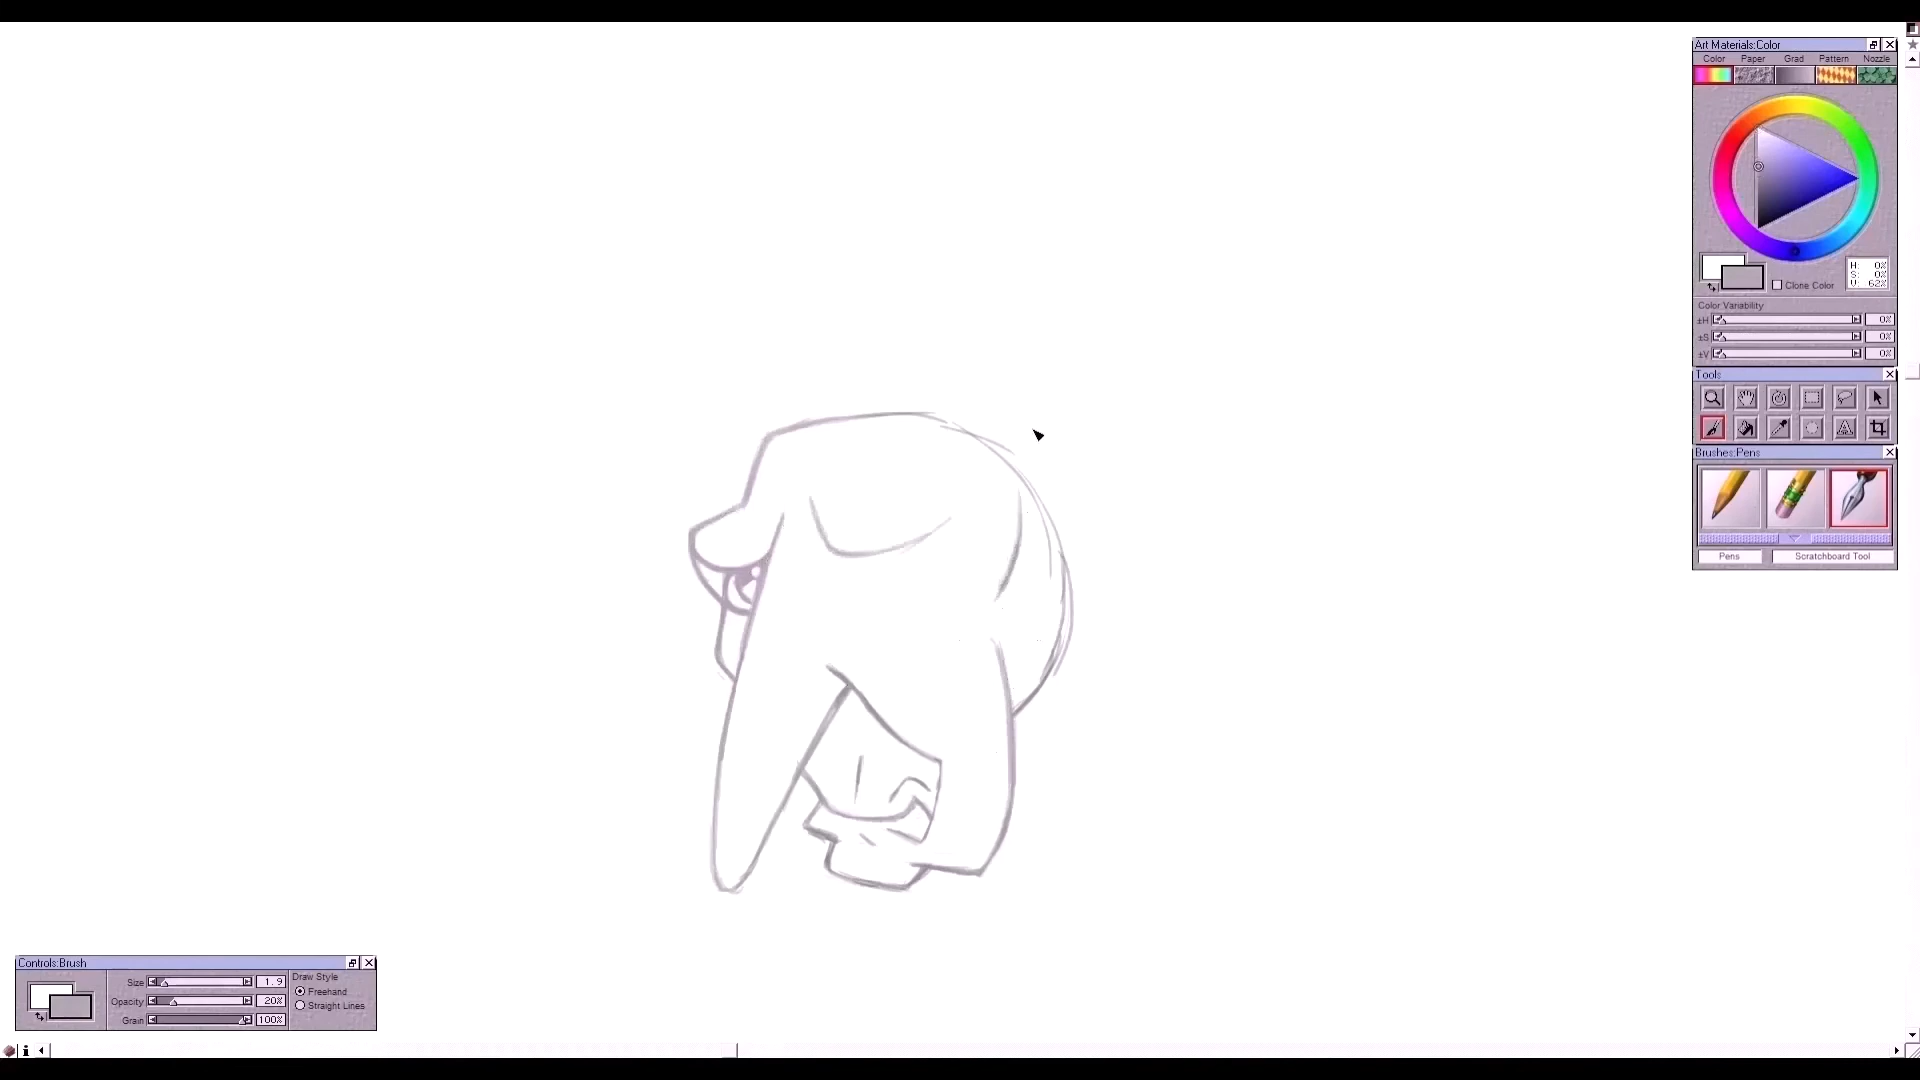 Art Materials:Color
Color Paper Grad Pattern Nozzle
H: 0%
S: 0%
V: 62%
Clone Color
Color Variability
±H 0%
±S 0%
±V 0%
Tools
Brushes:Pens
Pens Scratchboard Tool
Controls:Brush
Size 1.9
Opacity 20%
Grain 100%
Draw Style
Freehand
Straight Lines